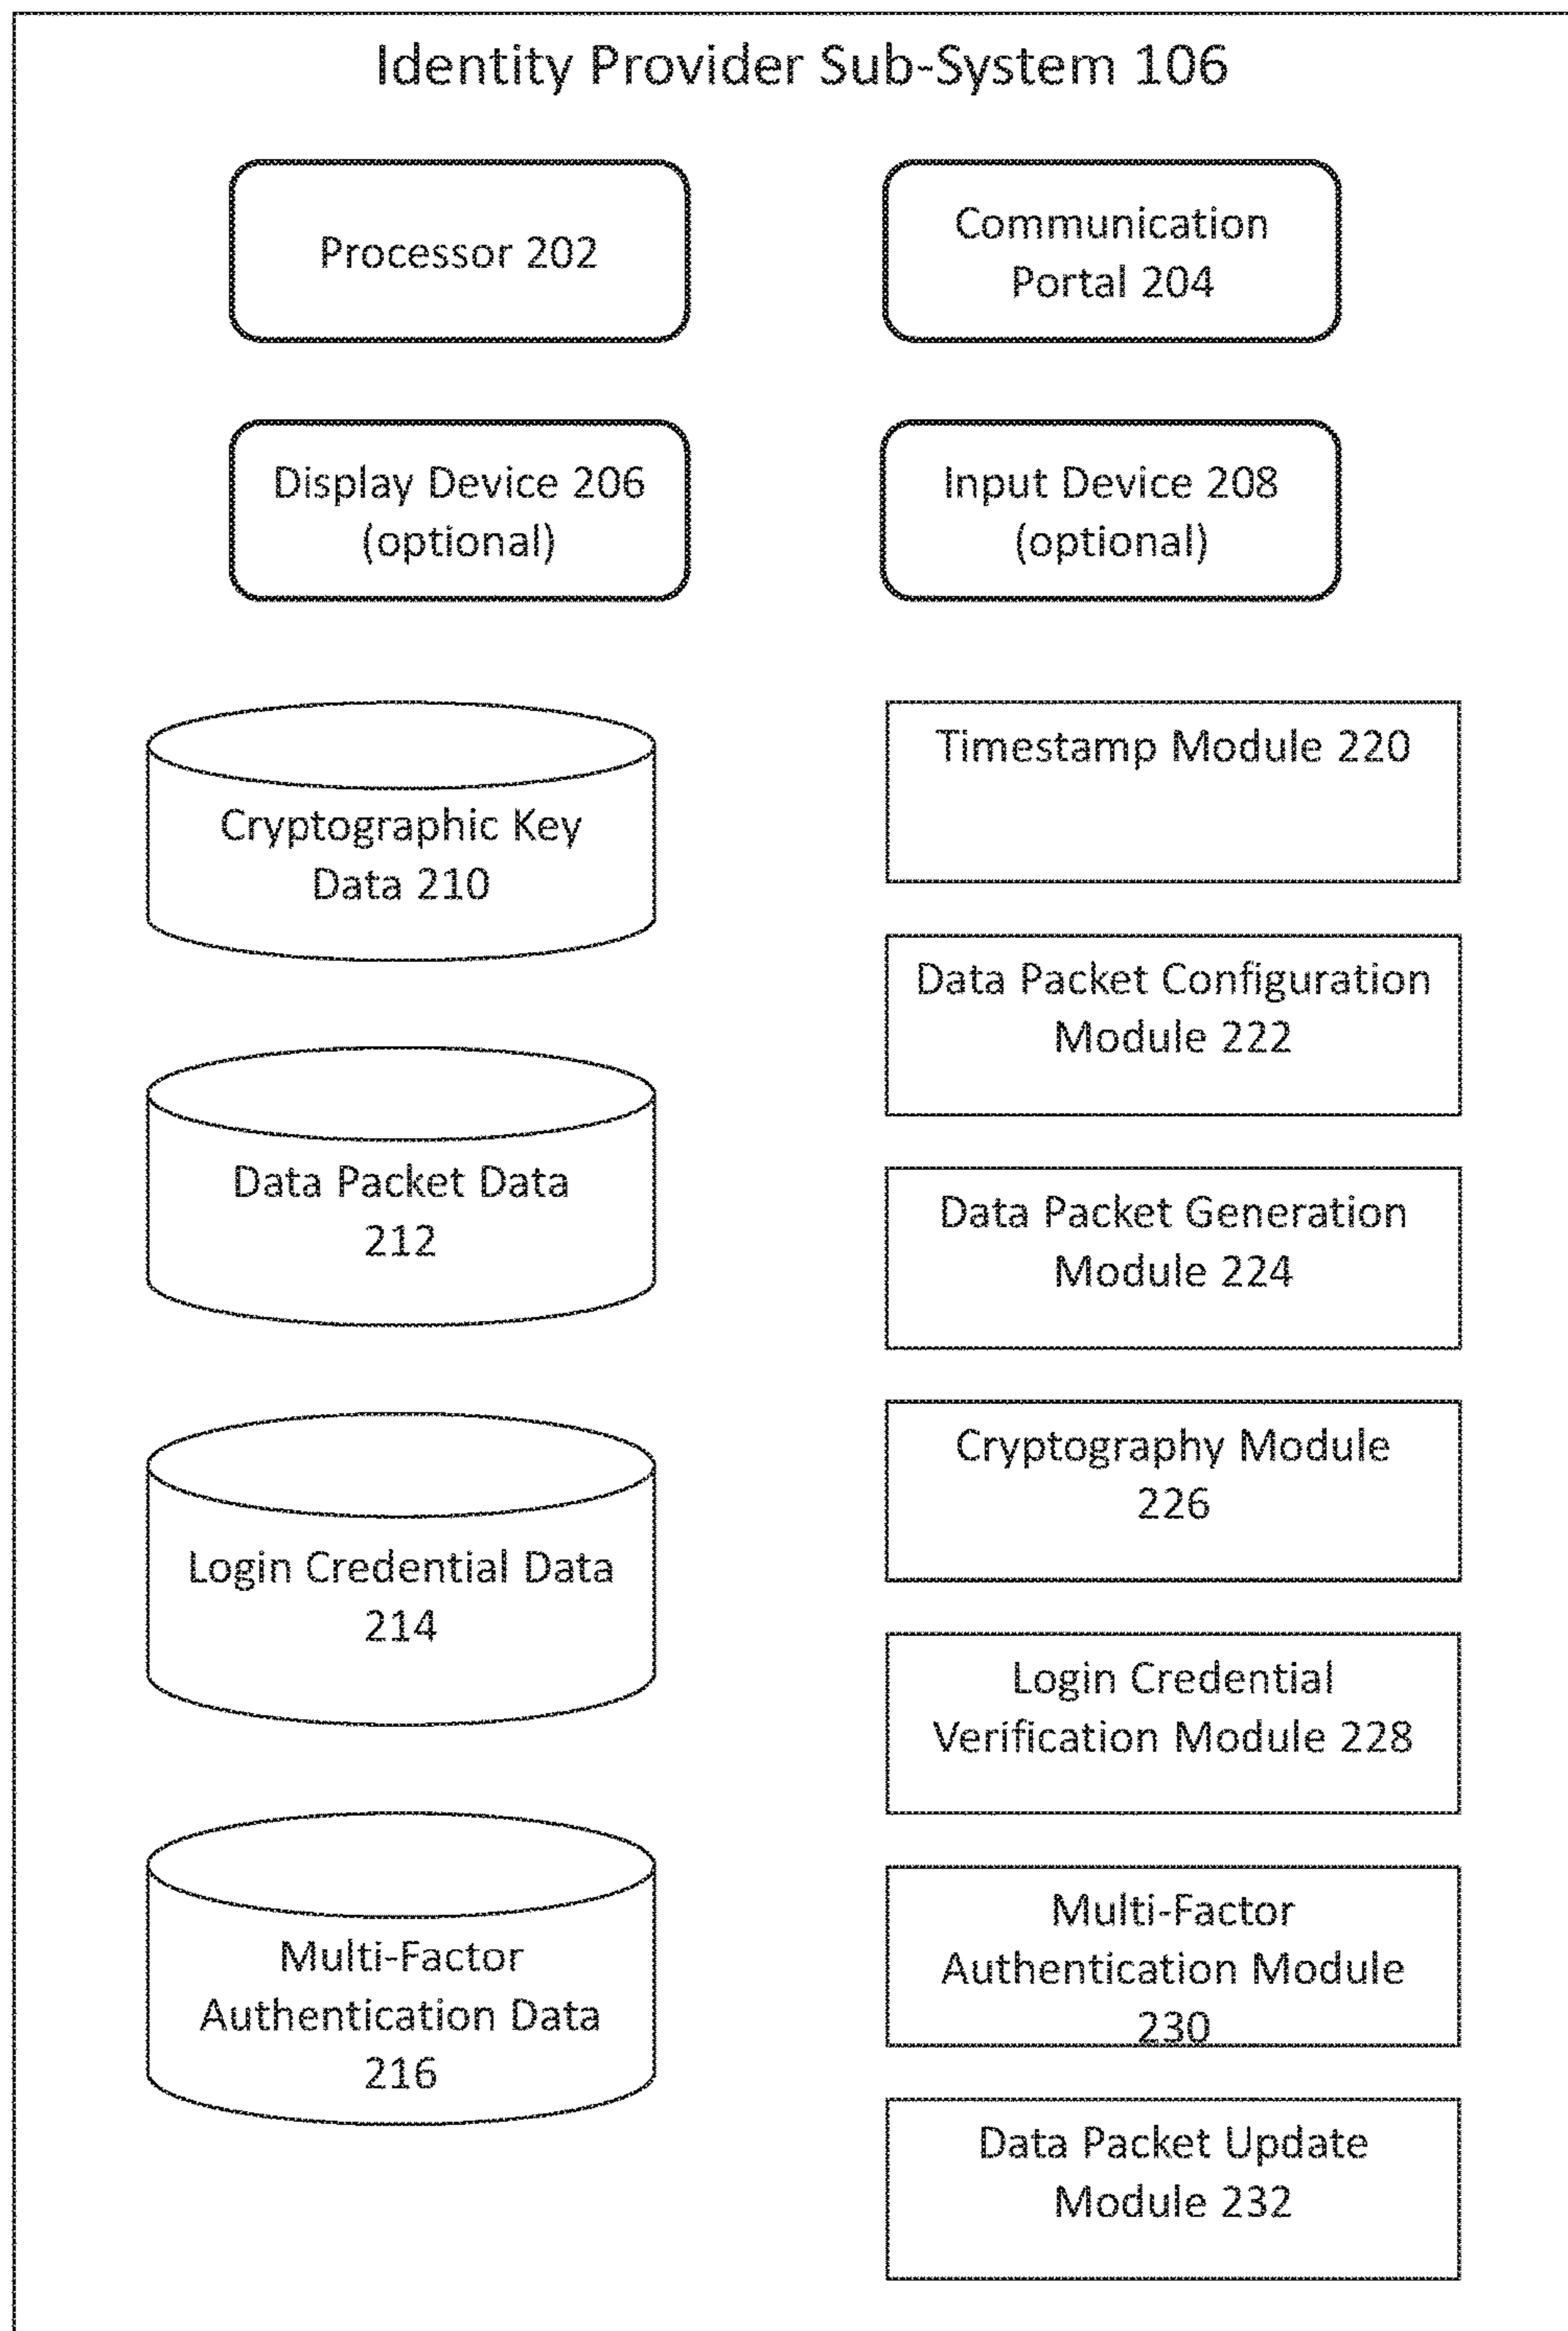 Identity Provider Sub-System 106
Processor 202
Communication
Portal 204
Display Device 206
(optional)
Input Device 208
(optional)
Cryptographic Key
Data 210
Data Packet Data
212
Login Credential Data
214
Multi-Factor
Authentication Data
216
Timestamp Module 220
Data Packet Configuration
Module 222
Data Packet Generation
Module 224
Cryptography Module
226
Login Credential
Verification Module 228
Multi-Factor
Authentication Module
230
Data Packet Update
Module 232